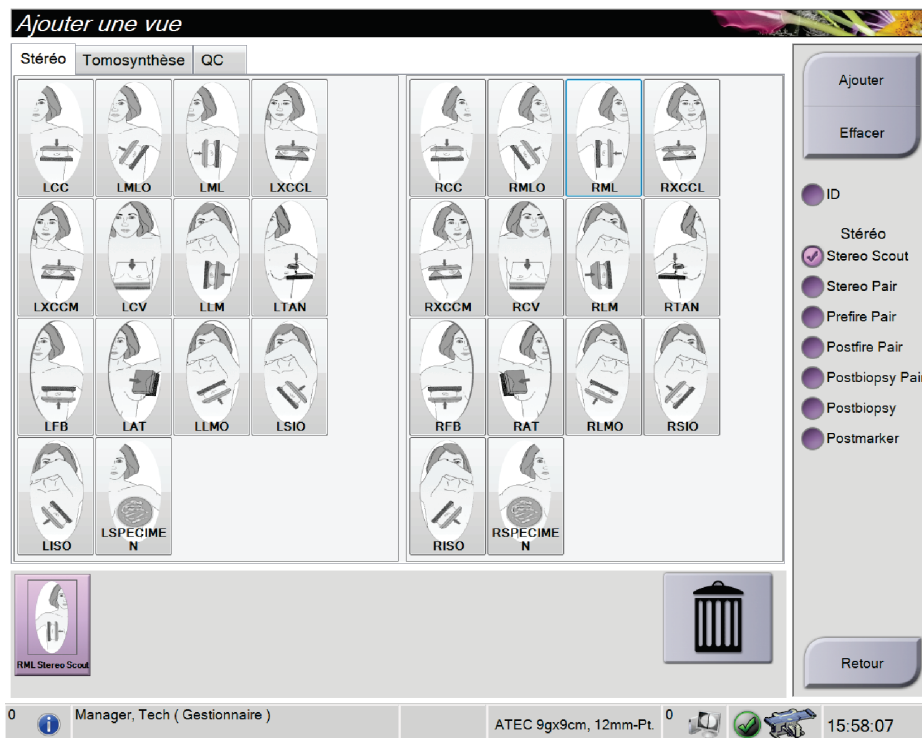 Ajouter une vue
Stéréo Tomosynthèse QC
LCC LMLO LML LXCCL
LXCCM LCV LLM LTAN
LFB LAT LLMO LSIO
LISO LSPECIME
N
RCC RMLO RML RXCCL
RXCCM RCV RLM RTAN
RFB RAT RLMO RSIO
RISO RSPECIME
N
Ajouter
Effacer
ID
Stéréo
Stereo Scout
Stereo Pair
Prefire Pair
Postfire Pair
Postbiopsy Pair
Postbiopsy
Postmarker
RML Stereo Scout
Retour
0 Manager, Tech ( Gestionnaire ) ATEC 9gx9cm, 12mm-Pt. 0 15:58:07